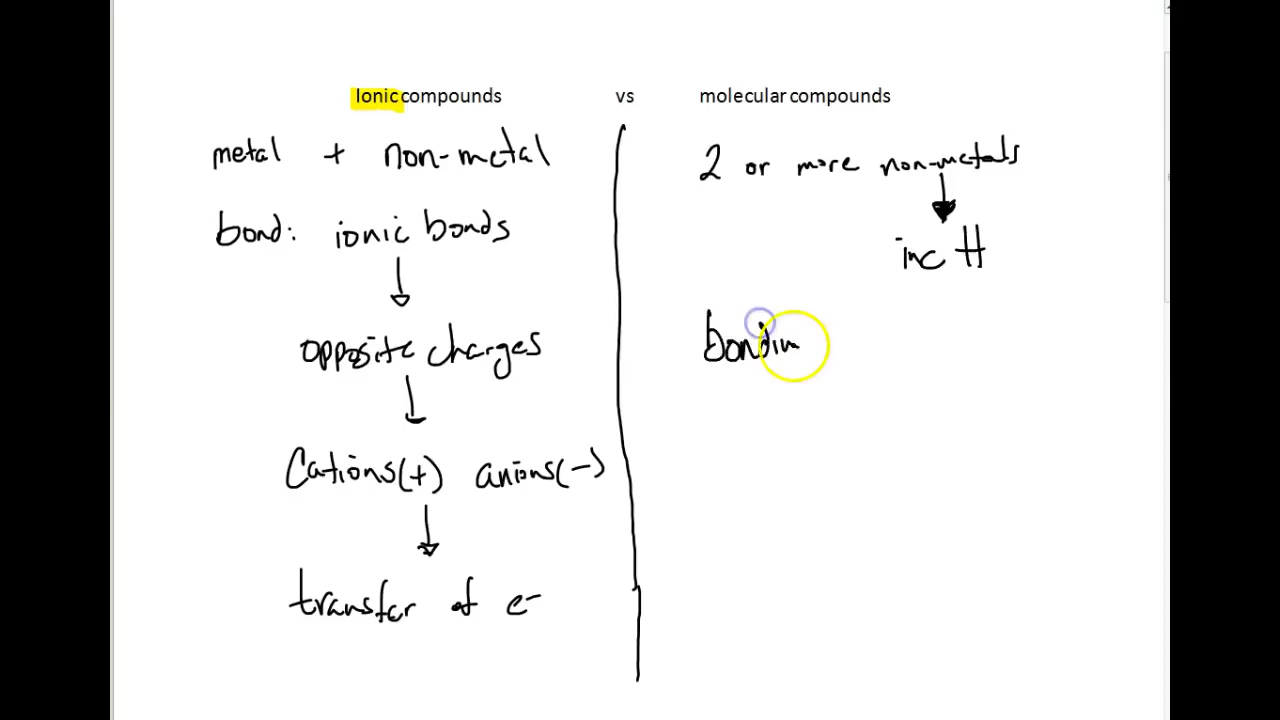 Ionic compounds vs molecular compounds
metal + non-metal
bond: ionic bonds
opposite charges
Cations(+) anions(-)
transfer of e-
2 or more non-metals
inc H
bondin